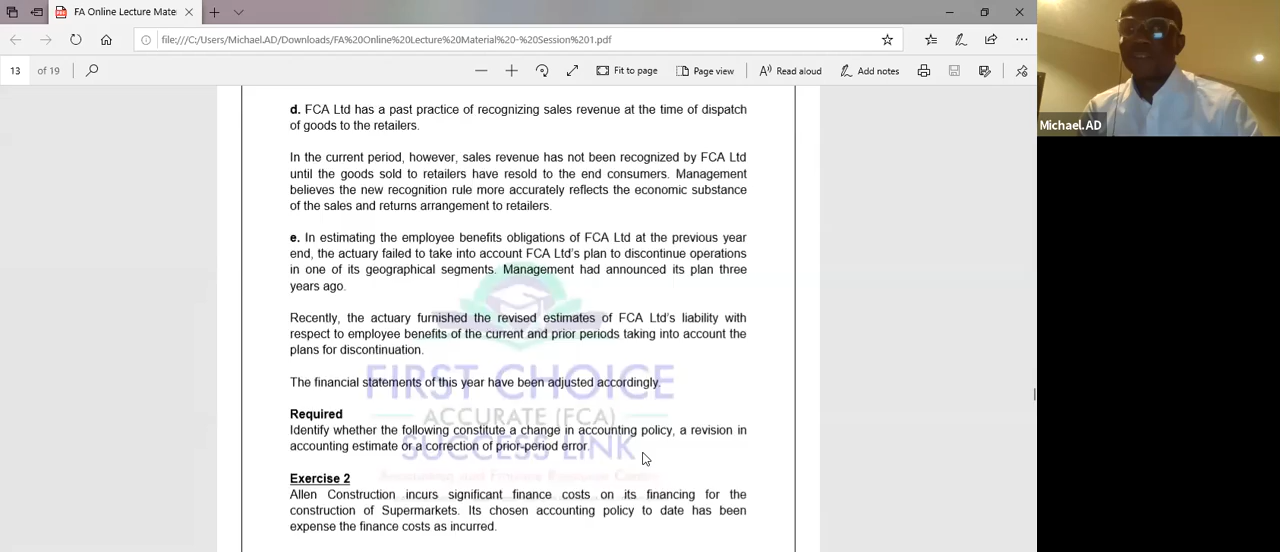 FA Online Lecture Mate
file:///C:/Users/Michael.AD/Downloads/FA%20Online%20Lecture%20Material%20-%20Session%201.pdf
13 of 19
Fit to page
Page view
Read aloud
Add notes
Michael.AD
d. FCA Ltd has a past practice of recognizing sales revenue at the time of dispatch
of goods to the retailers.
In the current period, however, sales revenue has not been recognized by FCA Ltd
until the goods sold to retailers have resold to the end consumers. Management
believes the new recognition rule more accurately reflects the economic substance
of the sales and returns arrangement to retailers.
e. In estimating the employee benefits obligations of FCA Ltd at the previous year
end, the actuary failed to take into account FCA Ltd's plan to discontinue operations
in one of its geographical segments. Management had announced its plan three
years ago.
Recently, the actuary furnished the revised estimates of FCA Ltd's liability with
respect to employee benefits of the current and prior periods taking into account the
plans for discontinuation.
The financial statements of this year have been adjusted accordingly.
FIRST CHOICE
Required
ACCURATE (FCA)
Identify whether the following constitute a change in accounting policy, a revision in
accounting estimate or a correction of prior-period error.
SUCCESS LINK
Exercise 2
Allen Construction incurs significant finance costs on its financing for the
construction of Supermarkets. Its chosen accounting policy to date has been
expense the finance costs as incurred.